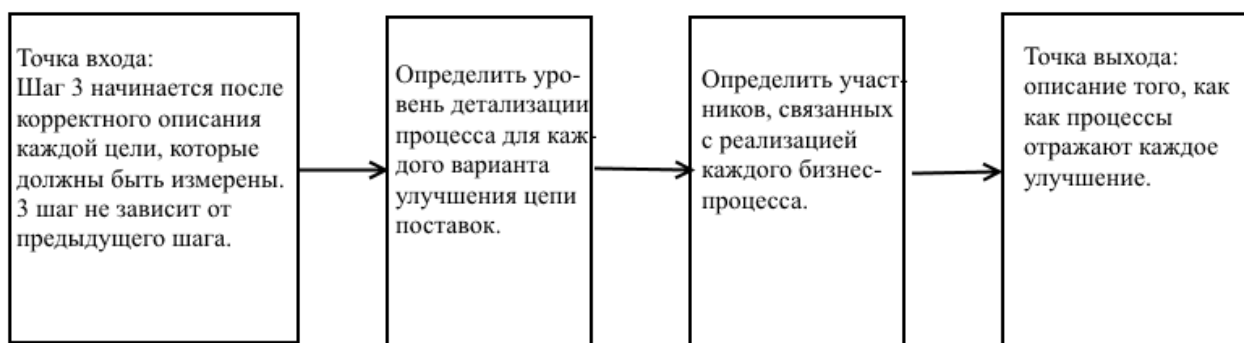 Точка входа:
Шаг 3 начинается после
корректного описания
каждой цели, которые
должны быть измерены.
3 шаг не зависит от
предыдущего шага.
Определить уро-
вень детализации
процесса для каж-
дого варианта
улучшения цепи
поставок.
Определить участ-
ников, связанных
с реализацией
каждого бизнес-
процесса.
Точка выхода:
описание того, как
как процессы
отражают каждое
улучшение.